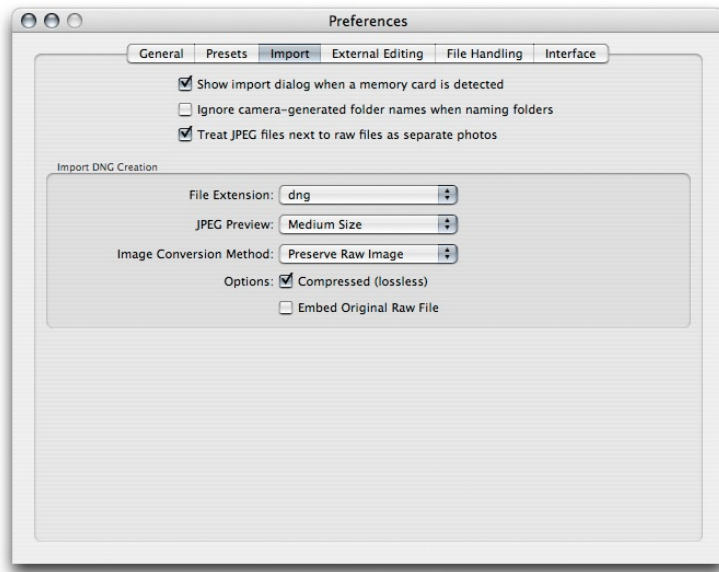 Preferences
General Presets Import External Editing File Handling Interface
Show import dialog when a memory card is detected
Ignore camera-generated folder names when naming folders
Treat JPEG files next to raw files as separate photos
Import DNG Creation
File Extension: dng
JPEG Preview: Medium Size
Image Conversion Method: Preserve Raw Image
Options: Compressed (lossless)
Embed Original Raw File